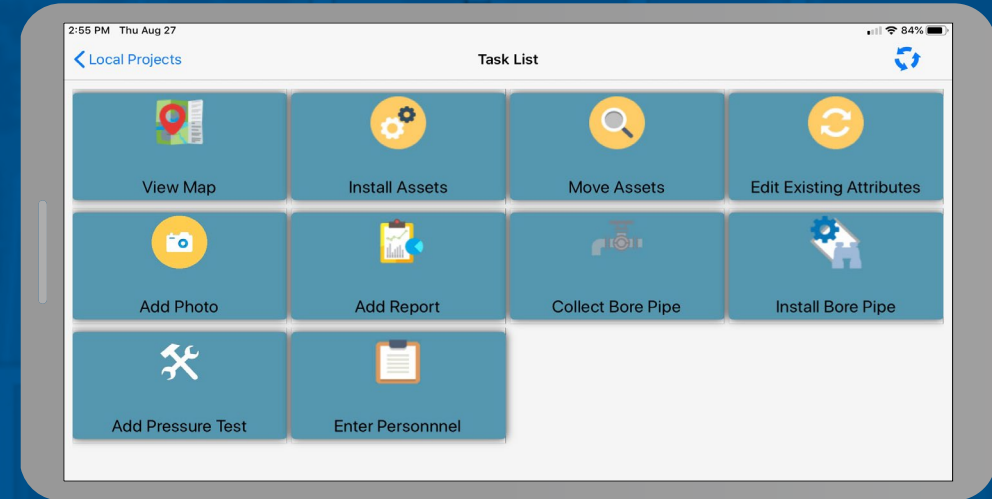 2:55 PM Thu Aug 27
84%
Local Projects
Task List
View Map
Install Assets
Move Assets
Edit Existing Attributes
Add Photo
Add Report
Collect Bore Pipe
Install Bore Pipe
Add Pressure Test
Enter Personnnel